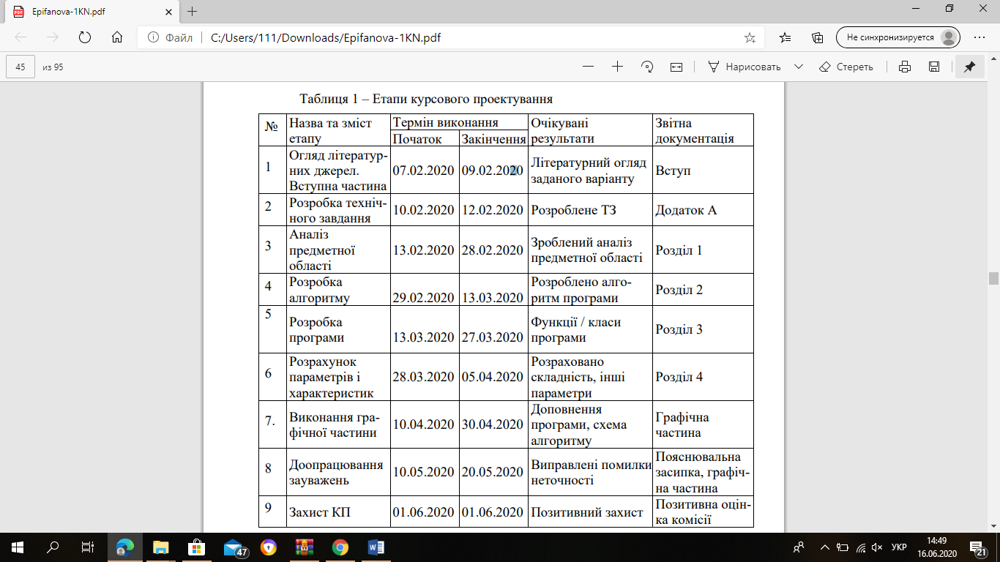 Epifanova-1KN.pdf
Файл
C:/Users/111/Downloads/Epifanova-1KN.pdf
Не синхронизируется
45 из 95
Нарисовать
Стереть
Таблиця 1 – Етапи курсового проектування
№ Назва та зміст етапу Термін виконання Очікувані результати Звітна документація
Початок Закінчення
1 Огляд літератур-
них джерел.
Вступна частина
07.02.2020 09.02.2020
Літературний огляд
заданого варіанту
Вступ
2 Розробка техніч-
ного завдання
10.02.2020 12.02.2020 Розроблене ТЗ Додаток А
3 Аналіз
предметної
області
13.02.2020 28.02.2020
Зроблений аналіз
предметної області
Розділ 1
4 Розробка
алгоритму
29.02.2020 13.03.2020
Розроблено алго-
ритм програми
Розділ 2
5 Розробка
програми
13.03.2020 27.03.2020
Функції / класи
програми
Розділ 3
6 Розрахунок
параметрів і
характеристик
28.03.2020 05.04.2020
Розраховано
складність, інші
параметри
Розділ 4
7. Виконання гра-
фічної частини
10.04.2020 30.04.2020
Доповнення
програми, схема
алгоритму
Графічна
частина
8 Доопрацювання
зауважень
10.05.2020 20.05.2020
Виправлені помилки
неточності
Пояснювальна
засипка, графіч-
на частина
9 Захист КП 01.06.2020 01.06.2020 Позитивний захист
Позитивна оцін-
ка комісії
47
УКР
14:49
16.06.2020
21